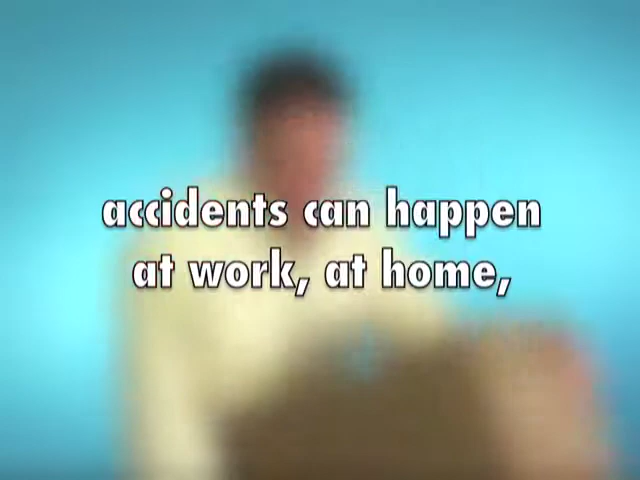 accidents can happen
at work, at home,